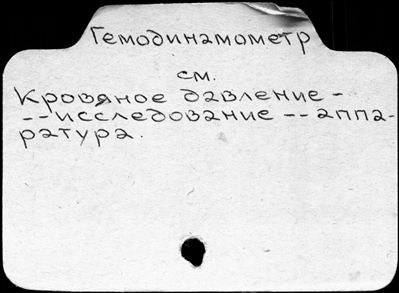 Гемодинамометр
см.
Кровяное давление -
--исследование -- аппа-
ратура.